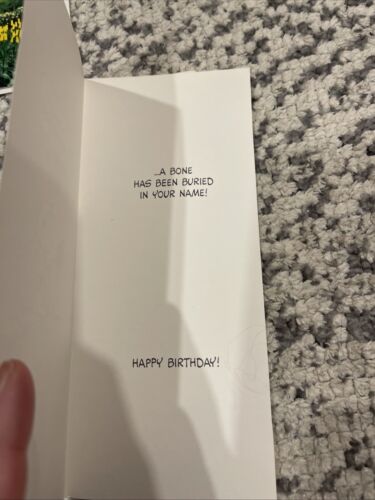 ...A BONE
HAS BEEN BURIED
IN YOUR NAME!
HAPPY BIRTHDAY!